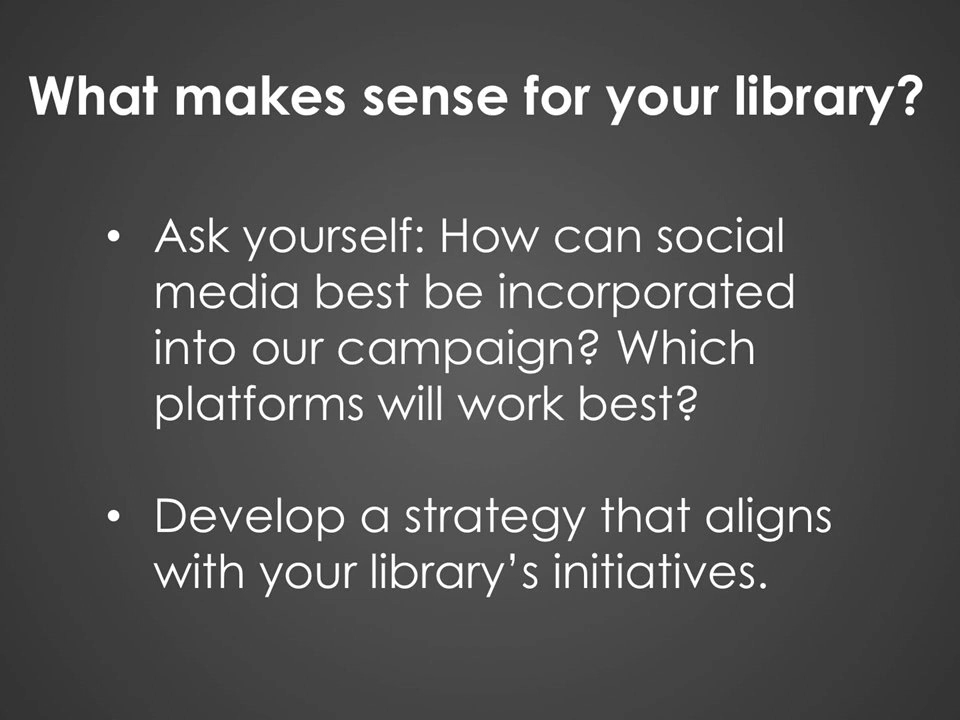 What makes sense for your library?
• Ask yourself: How can social
media best be incorporated
into our campaign? Which
platforms will work best?
• Develop a strategy that aligns
with your library’s initiatives.